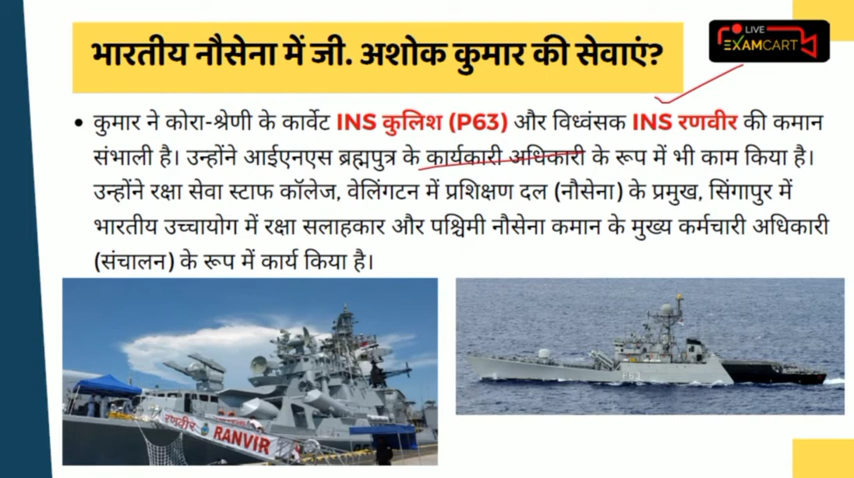 भारतीय नौसेना में जी. अशोक कुमार की सेवाएं?
LIVE
EXAMCART
• कुमार ने कोरा-श्रेणी के कार्वेट INS कुलिश (P63) और विध्वंसक INS रणवीर की कमान
संभाली है। उन्होंने आईएनएस ब्रह्मपुत्र के कार्यकारी अधिकारी के रूप में भी काम किया है।
उन्होंने रक्षा सेवा स्टाफ कॉलेज, वेलिंगटन में प्रशिक्षण दल (नौसेना) के प्रमुख, सिंगापुर में
भारतीय उच्चायोग में रक्षा सलाहकार और पश्चिमी नौसेना कमान के मुख्य कर्मचारी अधिकारी
(संचालन) के रूप में कार्य किया है।
रणवीर RANVIR
P63